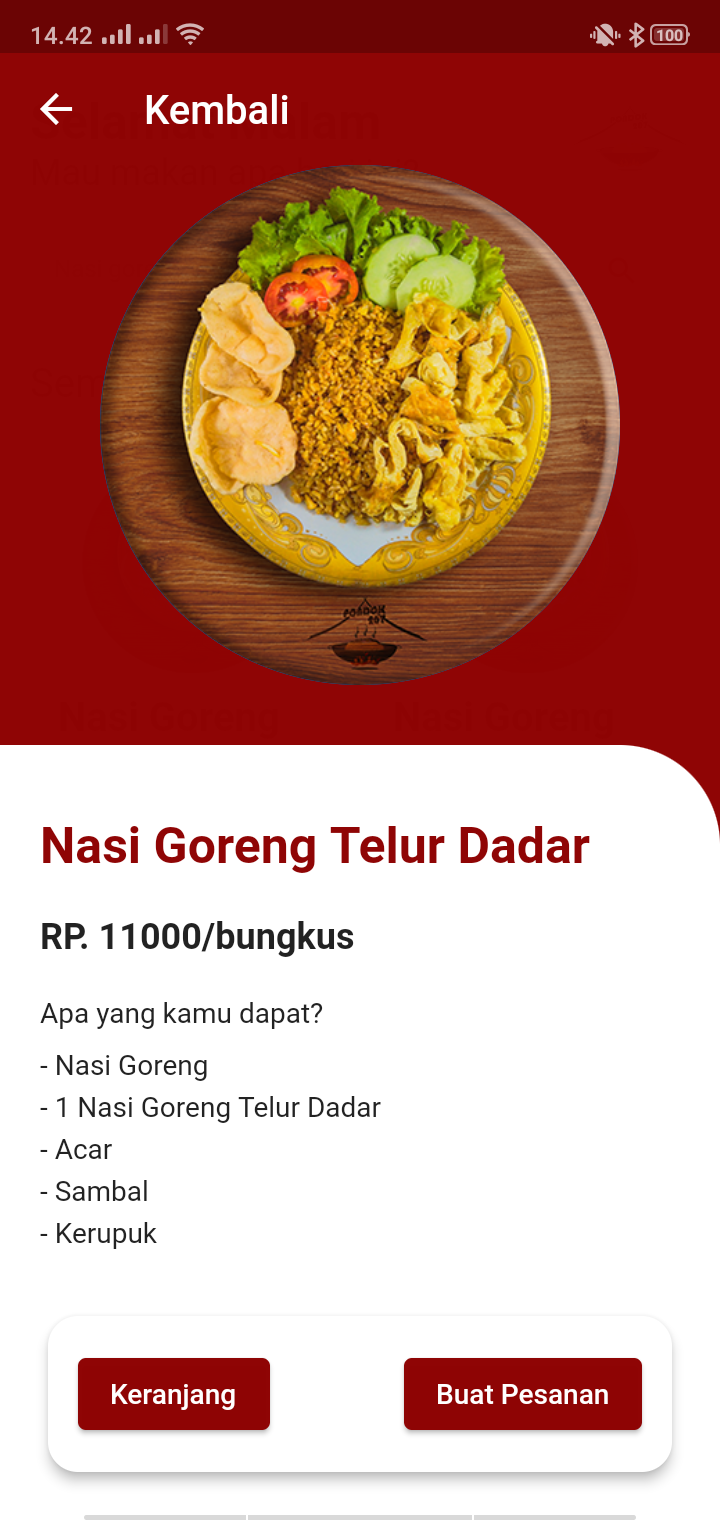 14.42
100
Kembali
Nasi Goreng Telur Dadar
RP. 11000/bungkus
Apa yang kamu dapat?
- Nasi Goreng
- 1 Nasi Goreng Telur Dadar
- Acar
- Sambal
- Kerupuk
Keranjang
Buat Pesanan